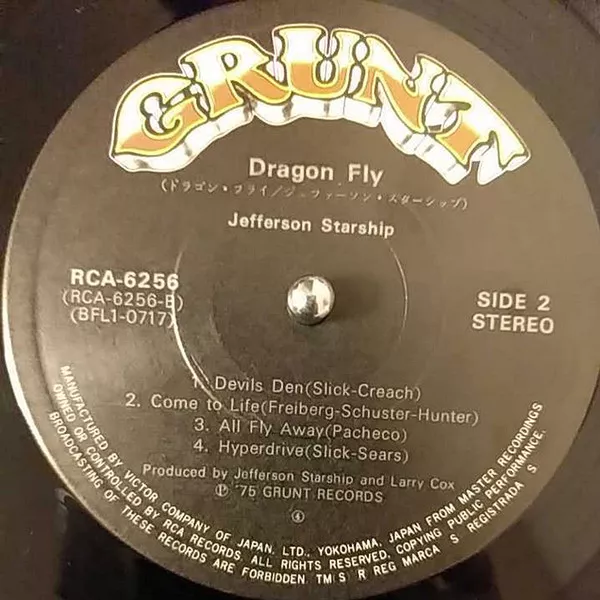 GRUNT
Dragon Fly
(ドラゴン・フライ/ジェファーソン・スターシップ)
Jefferson Starship
RCA-6256
(RCA-6256-B)
(BFL1-0717)
SIDE 2
STEREO
1. Devils Den(Slick-Creach)
2. Come to Life(Freiberg-Schuster-Hunter)
3. All Fly Away(Pacheco)
4. Hyperdrive(Slick-Sears)
Produced by Jefferson Starship and Larry Cox
℗ '75 GRUNT RECORDS
④
MANUFACTURED BY VICTOR COMPANY OF JAPAN, LTD., YOKOHAMA, JAPAN FROM MASTER RECORDINGS
OWNED OR CONTROLLED BY RCA RECORDS. ALL RIGHTS RESERVED. COPYING PUBLIC PERFORMANCE,
BROADCASTING OF THESE RECORDS ARE FORBIDDEN. TM S R REG MARCA S REGISTRADA S